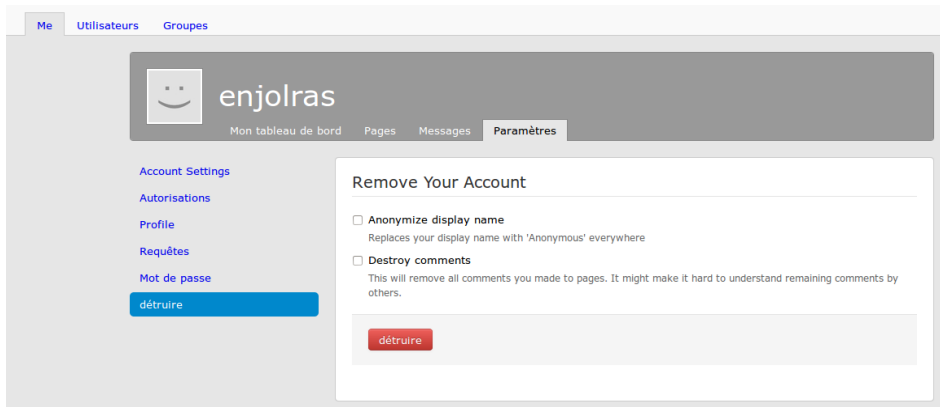 Me Utilisateurs Groupes
enjolras
Mon tableau de bord Pages Messages Paramètres
Account Settings
Autorisations
Profile
Requêtes
Mot de passe
détruire
Remove Your Account
Anonymize display name
Replaces your display name with 'Anonymous' everywhere
Destroy comments
This will remove all comments you made to pages. It might make it hard to understand remaining comments by
others.
détruire